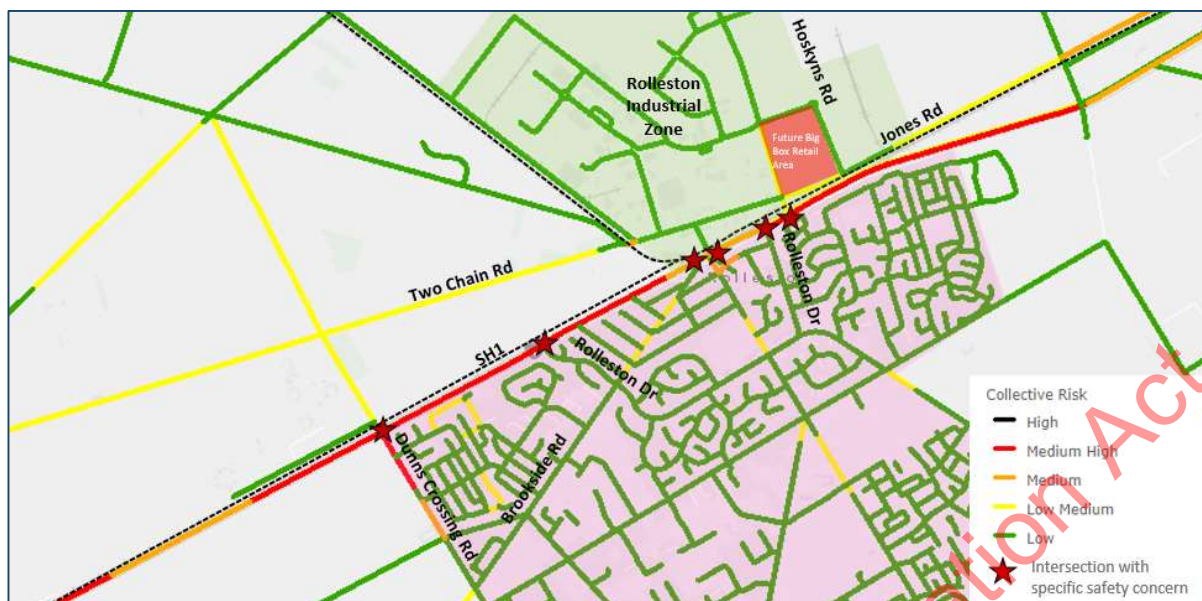 Hoskyns Rd
Rolleston
Industrial
Zone
Jones Rd
Future Big
Box Retail
Area
Two Chain Rd
Rolleston Dr
SH1
Rolleston Dr
Dunns Crossing Rd
Brookside Rd
Collective Risk
High
Medium High
Medium
Low Medium
Low
Intersection with
specific safety concern
tion Act